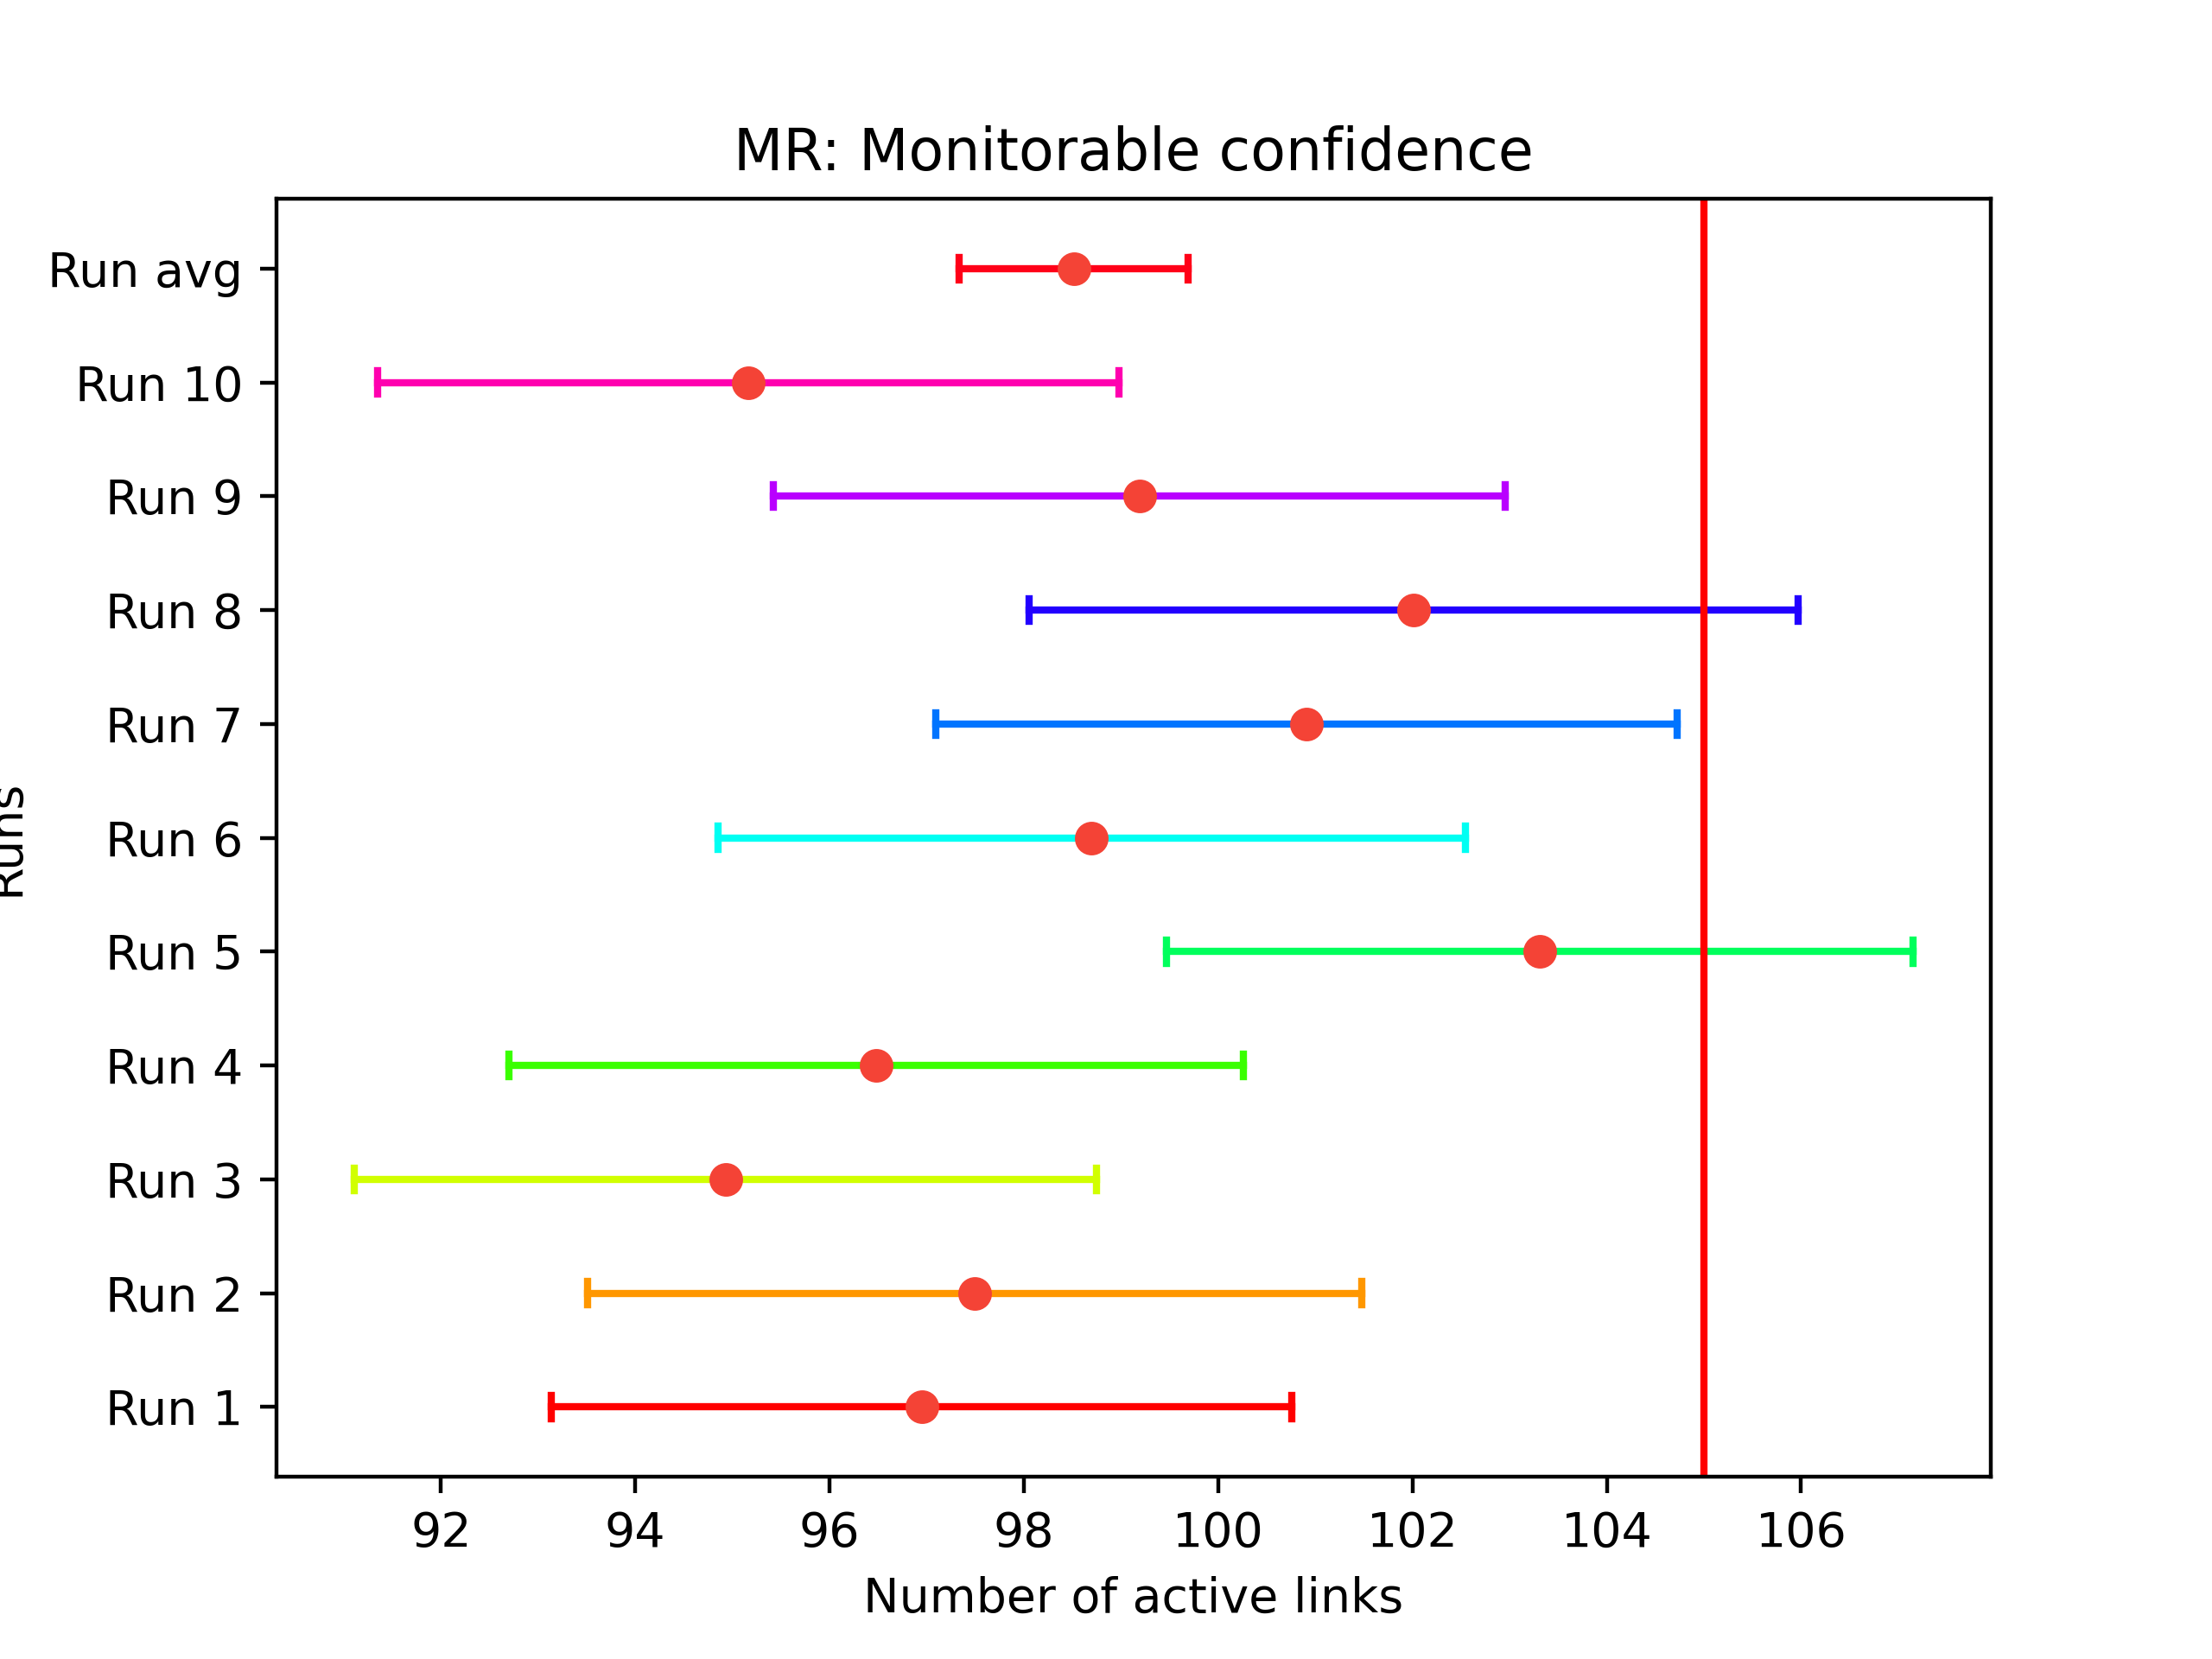 MR: Monitorable confidence
Run avg
Run 10
Run 9
Run 8
Run 7
Run 6
Run 5
Run 4
Run 3
Run 2
Run 1
Runs
92 94 96 98 100 102 104 106
Number of active links